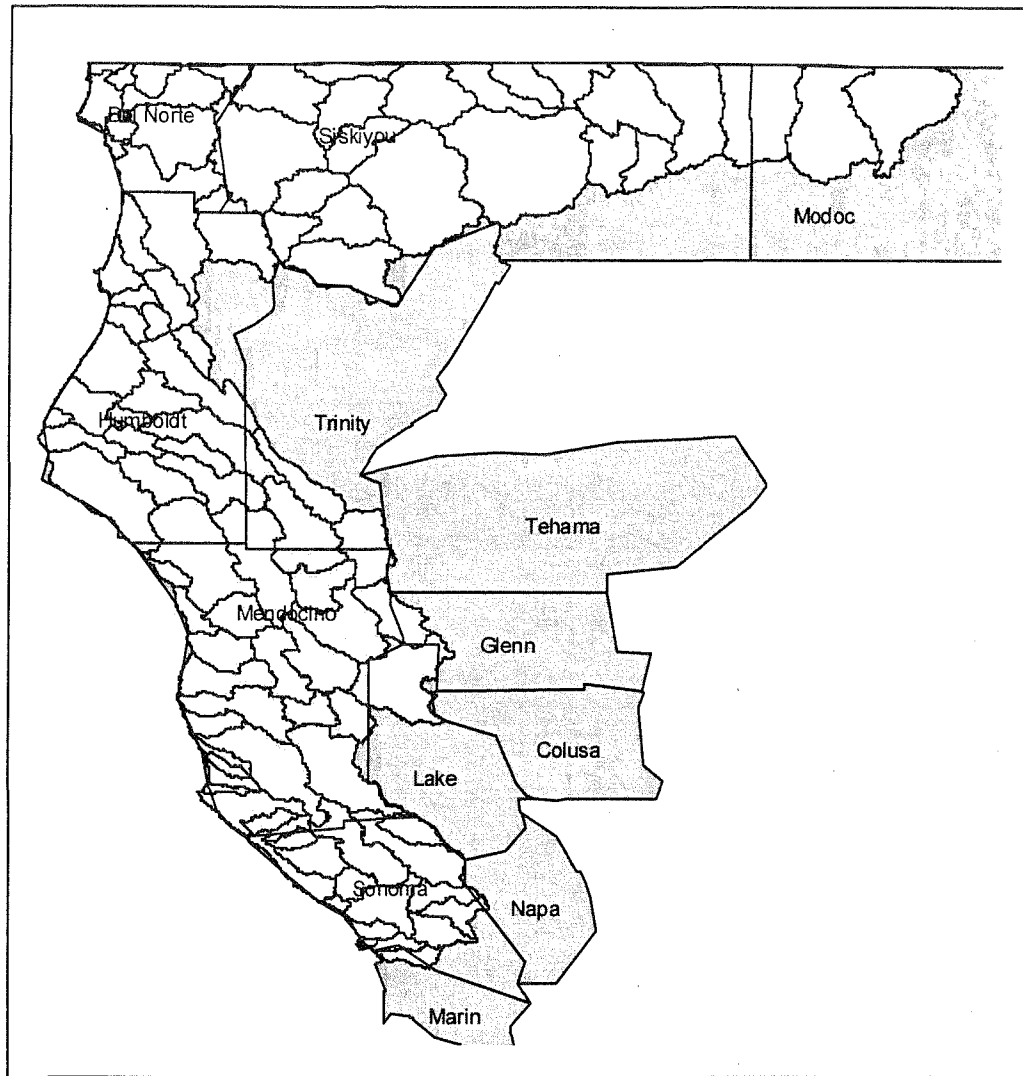 Del Norte
Siskiyou
Modoc
Humboldt
Trinity
Tehama
Mendocino
Glenn
Colusa
Lake
Sonoma
Napa
Marin